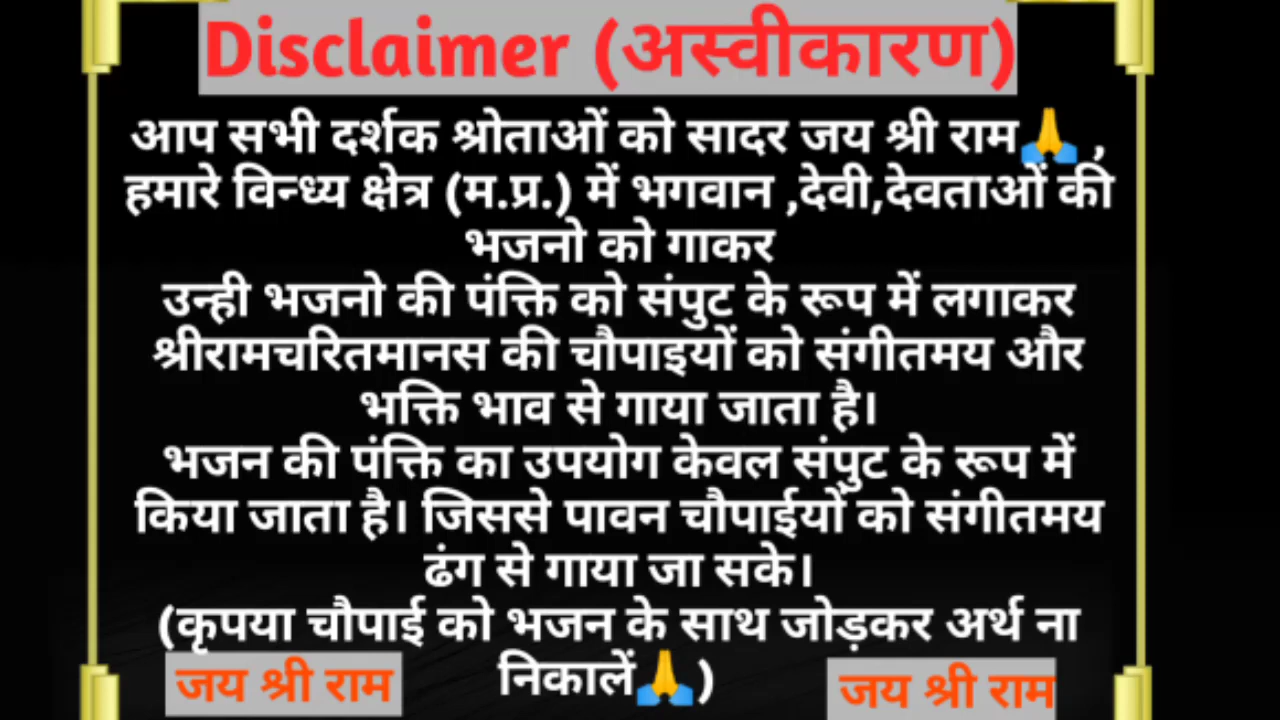 Disclaimer (अस्वीकारण)
आप सभी दर्शक श्रोताओं को सादर जय श्री राम🙏 ,
हमारे विन्ध्य क्षेत्र (म.प्र.) में भगवान ,देवी,देवताओं की
भजनो को गाकर
उन्ही भजनो की पंक्ति को संपुट के रूप में लगाकर
श्रीरामचरितमानस की चौपाइयों को संगीतमय और
भक्ति भाव से गाया जाता है।
भजन की पंक्ति का उपयोग केवल संपुट के रूप में
किया जाता है। जिससे पावन चौपाईयों को संगीतमय
ढंग से गाया जा सके।
(कृपया चौपाई को भजन के साथ जोड़कर अर्थ ना
निकालें🙏)
जय श्री राम
जय श्री राम